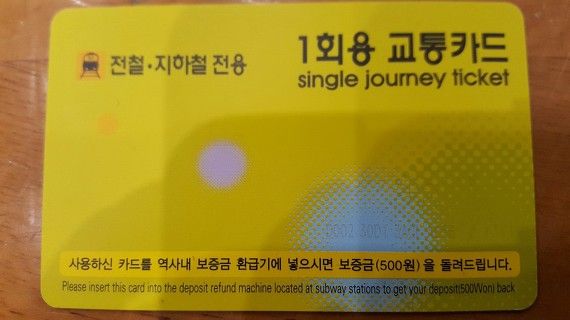 전철·지하철 전용
1회용 교통카드
single journey ticket
사용하신 카드를 역사내 보증금 환급기에 넣으시면 보증금(500원)을 돌려드립니다.
Please insert this card into the deposit refund machine located at subway stations to get your deposit(500Won) back